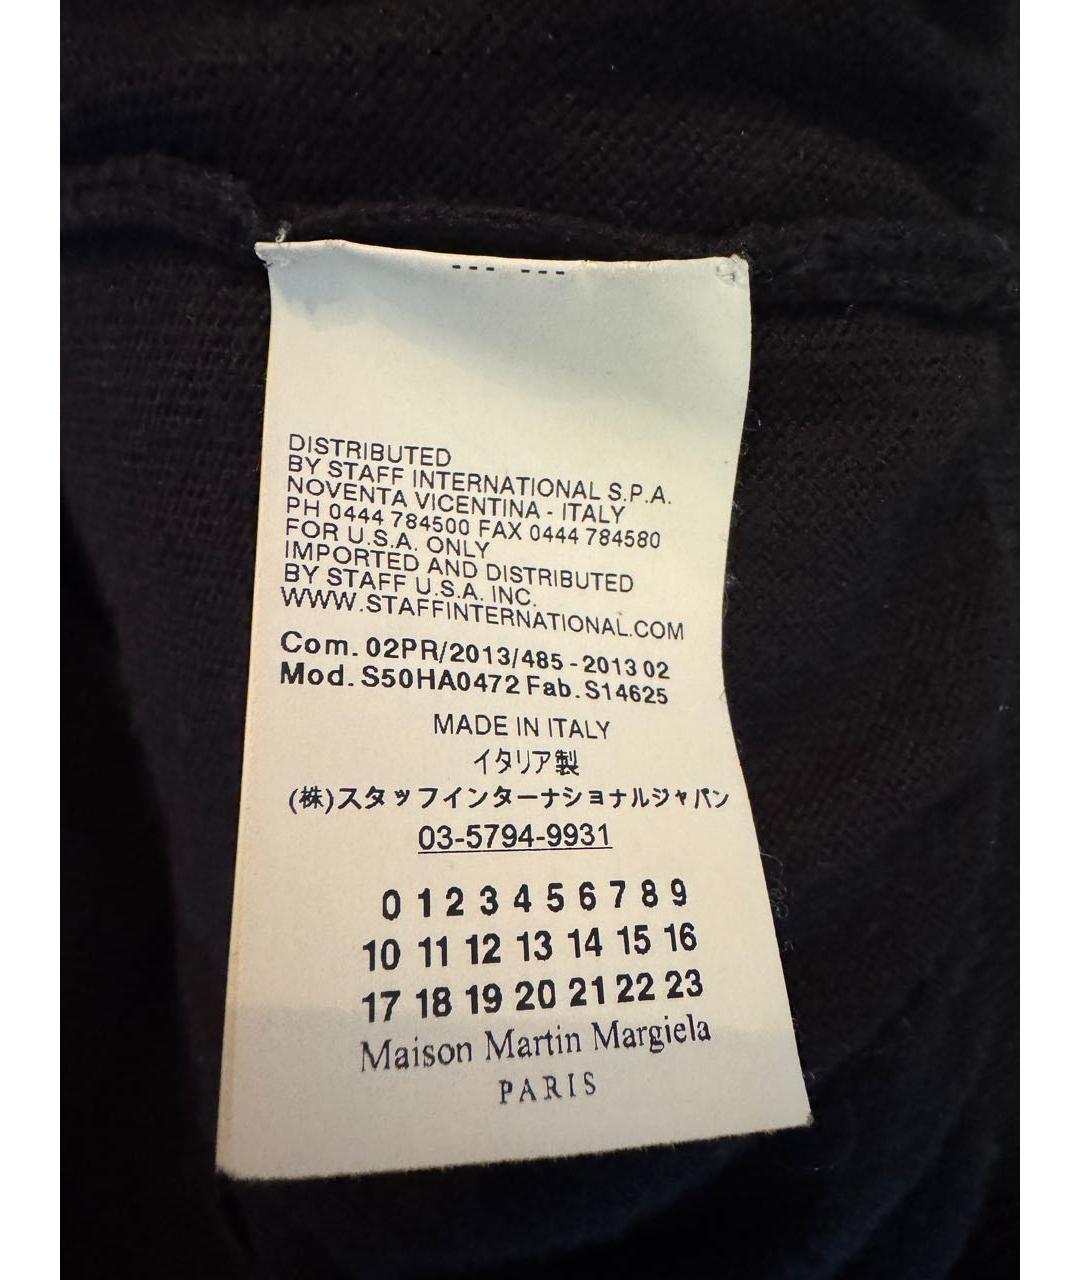 DISTRIBUTED
BY STAFF INTERNATIONAL S.P.A.
NOVENTA VICENTINA - ITALY
PH 0444 784500 FAX 0444 784580
FOR U.S.A. ONLY
IMPORTED AND DISTRIBUTED
BY STAFF U.S.A. INC.
WWW.STAFFINTERNATIONAL.COM
Com. 02PR/2013/485 - 2013 02
Mod. S50HA0472 Fab. S14625
MADE IN ITALY
イタリア製
(株)スタッフインターナショナルジャパン
03-5794-9931
0 1 2 3 4 5 6 7 8 9
10 11 12 13 14 15 16
17 18 19 20 21 22 23
Maison Martin Margiela
PARIS